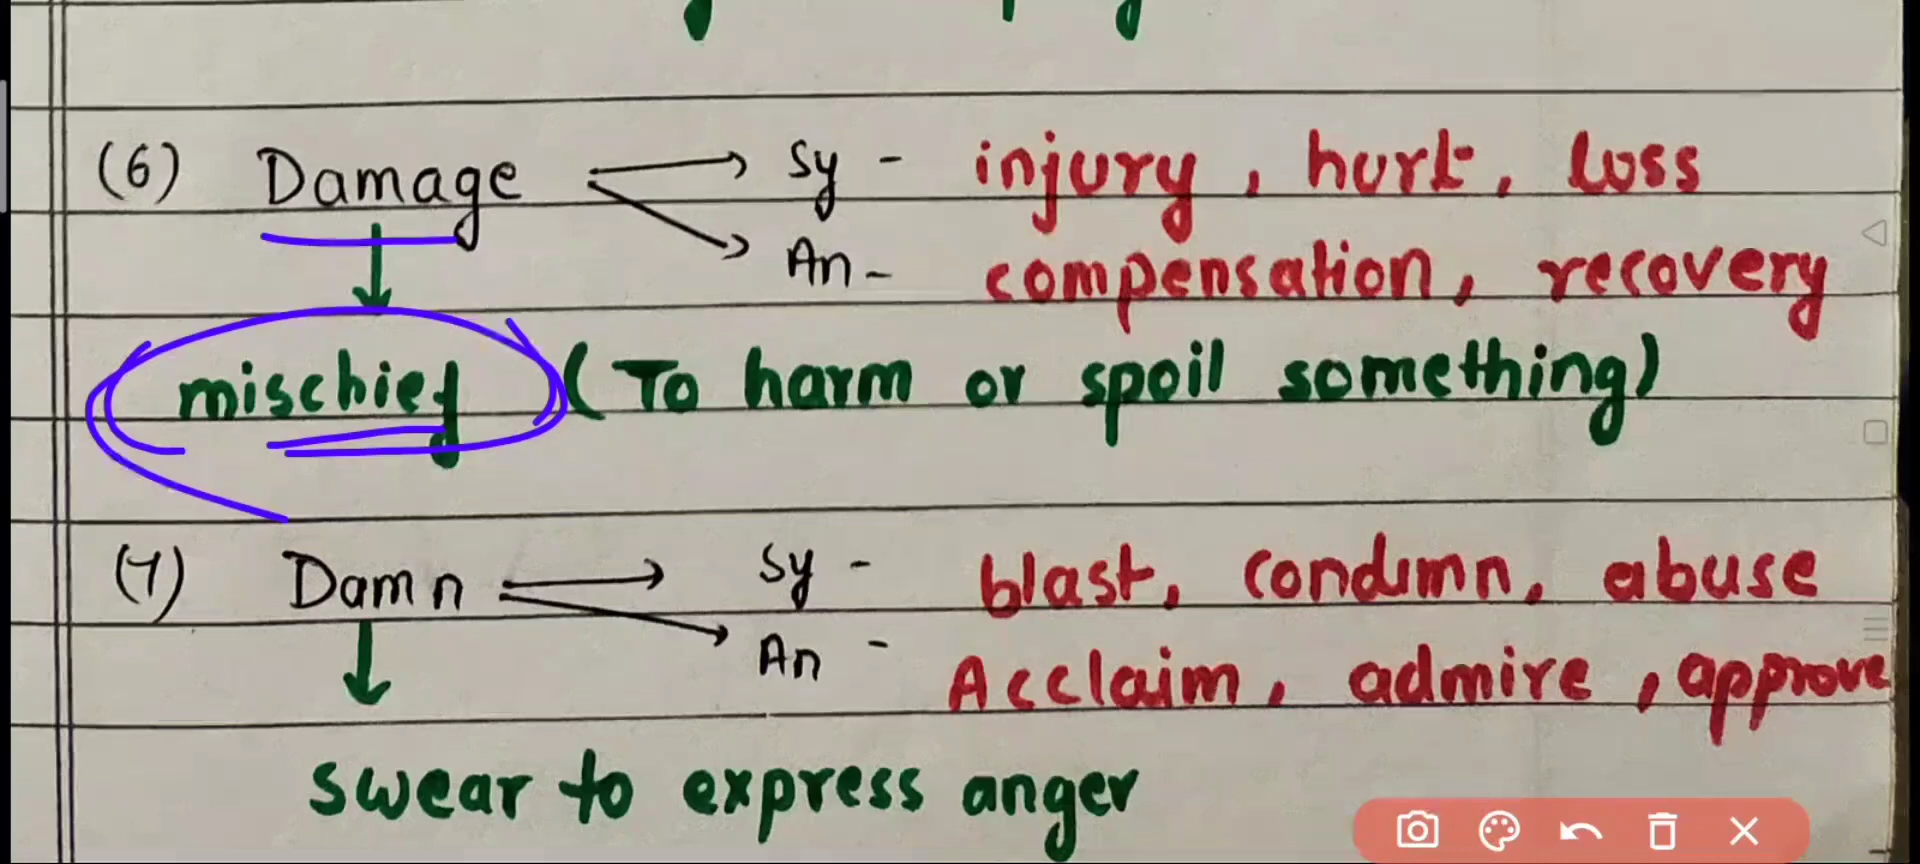 (6) Damage Sy - injury, hurt, loss
An - compensation, recovery
mischief (To harm or spoil something)
(7) Damn Sy - blast, condemn, abuse
An - Acclaim, admire, approve
swear to express anger